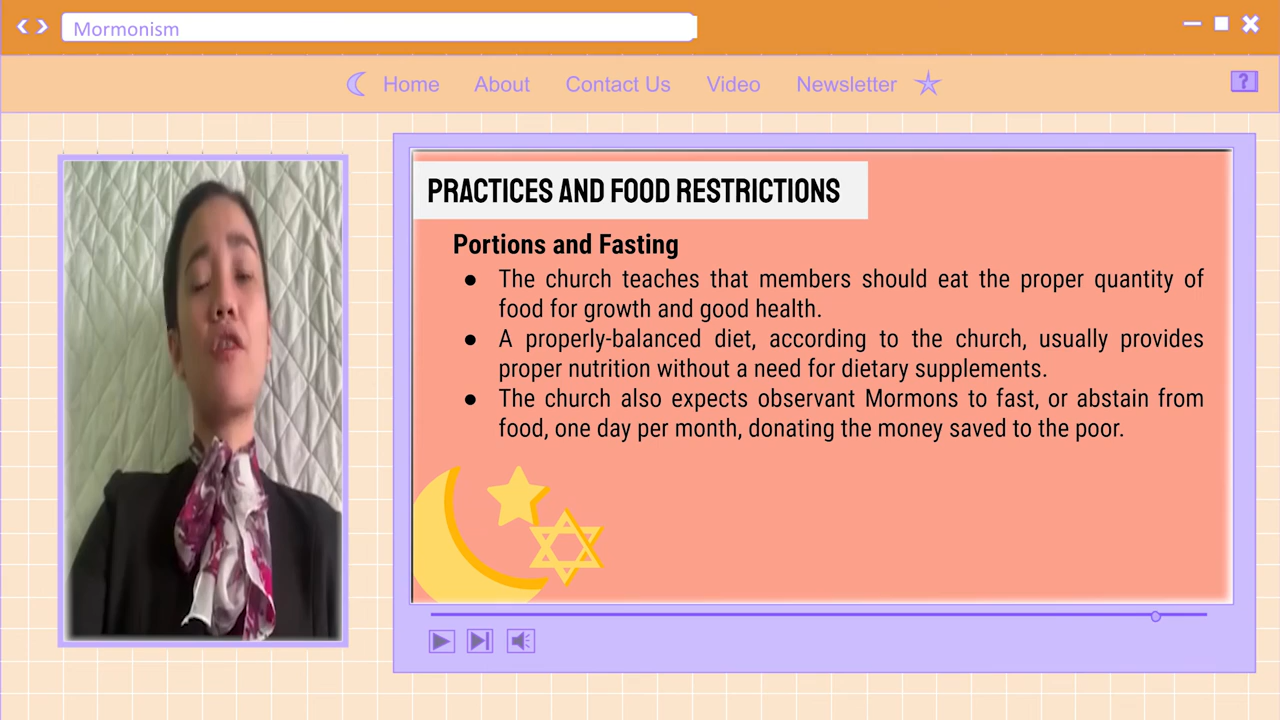 Mormonism
Home About Contact Us Video Newsletter
?
PRACTICES AND FOOD RESTRICTIONS
Portions and Fasting
● The church teaches that members should eat the proper quantity of
food for growth and good health.
● A properly-balanced diet, according to the church, usually provides
proper nutrition without a need for dietary supplements.
● The church also expects observant Mormons to fast, or abstain from
food, one day per month, donating the money saved to the poor.